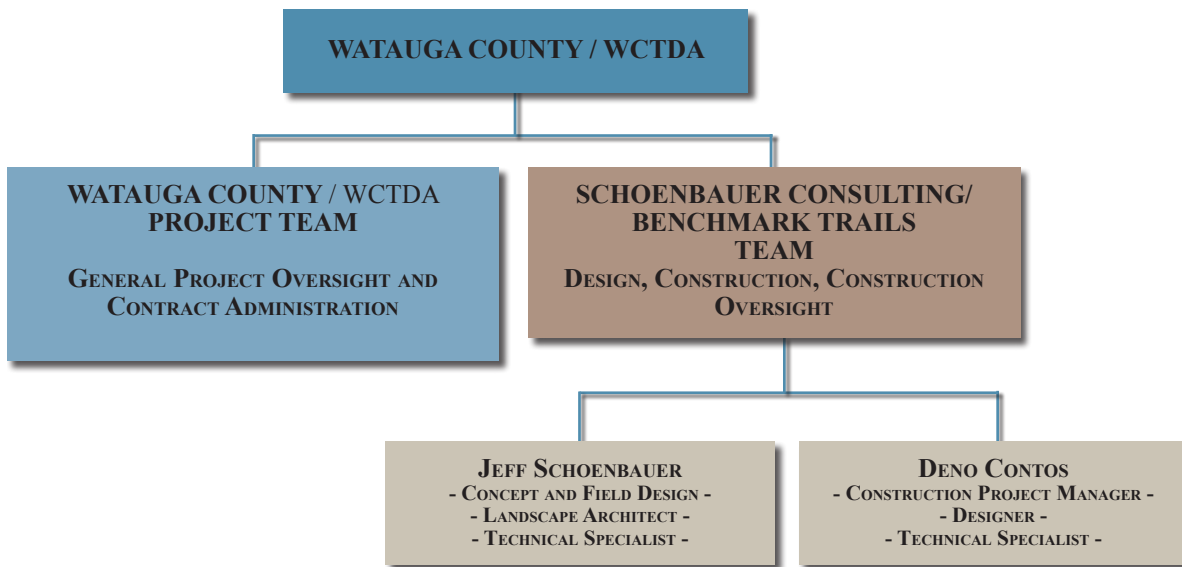 WATAUGA COUNTY / WCTDA
WATAUGA COUNTY / WCTDA
PROJECT TEAM
GENERAL PROJECT OVERSIGHT AND
CONTRACT ADMINISTRATION
SCHOENBAUER CONSULTING/
BENCHMARK TRAILS
TEAM
DESIGN, CONSTRUCTION, CONSTRUCTION
OVERSIGHT
JEFF SCHOENBAUER
- CONCEPT AND FIELD DESIGN -
- LANDSCAPE ARCHITECT -
- TECHNICAL SPECIALIST -
DENO CONTOS
- CONSTRUCTION PROJECT MANAGER -
- DESIGNER -
- TECHNICAL SPECIALIST -